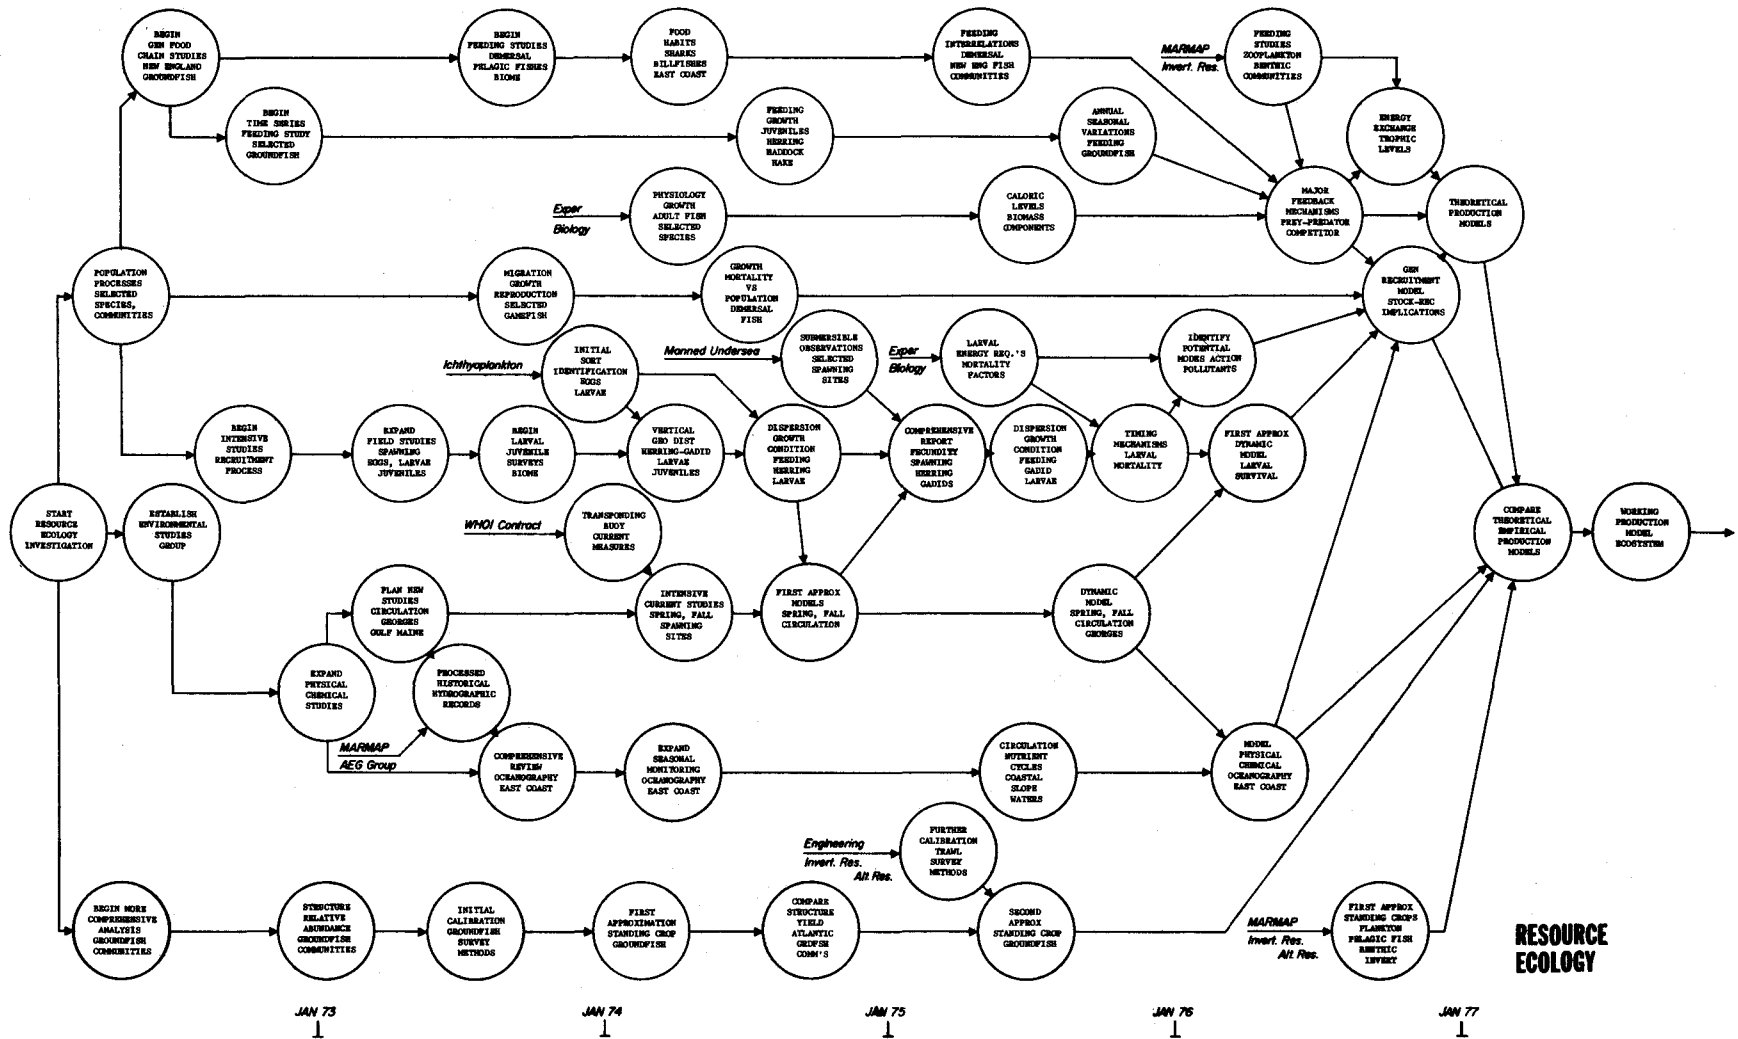 BEGIN
GEN FOOD
CHAIN STUDIES
NEW ENGLAND
GROUNDFISH
BEGIN
FEEDING STUDIES
DEMERSAL
PELAGIC FISHES
BIOME
FOOD
HABITS
SHARKS
BILLFISHES
EAST COAST
FEEDING
INTERRELATIONS
DEMERSAL
NEW ENG FISH
COMMUNITIES
MARMAP
Invert. Res.
FEEDING
STUDIES
ZOOPLANKTON
BENTHIC
COMMUNITIES
BEGIN
TIME SERIES
FEEDING STUDY
SELECTED
GROUNDFISH
FEEDING
GROWTH
JUVENILES
HERRING
HADDOCK
HAKE
ANNUAL
SEASONAL
VARIATIONS
FEEDING
GROUNDFISH
ENERGY
EXCHANGE
TROPHIC
LEVELS
Exper
Biology
PHYSIOLOGY
GROWTH
ADULT FISH
SELECTED
SPECIES
CALORIC
LEVELS
BIOMASS
COMPONENTS
MAJOR
FEEDBACK
MECHANISMS
PREY-PREDATOR
COMPETITOR
THEORETICAL
PRODUCTION
MODELS
POPULATION
PROCESSES
SELECTED
SPECIES,
COMMUNITIES
MIGRATION
GROWTH
REPRODUCTION
SELECTED
GAMEFISH
GROWTH
MORTALITY
VS
POPULATION
DEMERSAL
FISH
GEN
RECRUITMENT
MODEL
STOCK-REC
IMPLICATIONS
Ichthyoplankton
INITIAL
SORT
IDENTIFICATION
EGGS
LARVAE
Manned Undersea
SUBMERSIBLE
OBSERVATIONS
SELECTED
SPAWNING
SITES
Exper
Biology
LARVAL
ENERGY REQ.'S
MORTALITY
FACTORS
IDENTIFY
POTENTIAL
MODES ACTION
POLLUTANTS
BEGIN
INTENSIVE
STUDIES
RECRUITMENT
PROCESS
EXPAND
FIELD STUDIES
SPAWNING
EGGS, LARVAE
JUVENILES
BEGIN
LARVAL
JUVENILE
SURVEYS
BIOME
VERTICAL
GEO DIST
HERRING-GADID
LARVAE
JUVENILES
DISPERSION
GROWTH
CONDITION
FEEDING
HERRING
LARVAE
COMPREHENSIVE
REPORT
FECUNDITY
SPAWNING
HERRING
GADIDS
DISPERSION
GROWTH
CONDITION
FEEDING
GADID
LARVAE
TIMING
MECHANISMS
LARVAL
MORTALITY
FIRST APPROX
DYNAMIC
MODEL
LARVAL
SURVIVAL
START
RESOURCE
ECOLOGY
INVESTIGATION
ESTABLISH
ENVIRONMENTAL
STUDIES
GROUP
WHOI Contract
TRANSPONDING
BUOY
CURRENT
MEASURES
COMPARE
THEORETICAL
EMPIRICAL
PRODUCTION
MODELS
WORKING
PRODUCTION
MODEL
ECOSYSTEM
PLAN NEW
STUDIES
CIRCULATION
GEORGES
GULF MAINE
INTENSIVE
CURRENT STUDIES
SPRING, FALL
SPAWNING
SITES
FIRST APPROX
MODELS
SPRING, FALL
CIRCULATION
DYNAMIC
MODEL
SPRING, FALL
CIRCULATION
GEORGES
EXPAND
PHYSICAL
CHEMICAL
STUDIES
PROCESSED
HISTORICAL
HYDROGRAPHIC
RECORDS
MARMAP
AEG Group
COMPREHENSIVE
REVIEW
OCEANOGRAPHY
EAST COAST
EXPAND
SEASONAL
MONITORING
OCEANOGRAPHY
EAST COAST
CIRCULATION
NUTRIENT
CYCLES
COASTAL
SLOPE
WATERS
MODEL
PHYSICAL
CHEMICAL
OCEANOGRAPHY
EAST COAST
Engineering
Invert. Res.
Alt Res.
FURTHER
CALIBRATION
TRAWL
SURVEY
METHODS
BEGIN MORE
COMPREHENSIVE
ANALYSIS
GROUNDFISH
COMMUNITIES
STRUCTURE
RELATIVE
ABUNDANCE
GROUNDFISH
COMMUNITIES
INITIAL
CALIBRATION
GROUNDFISH
SURVEY
METHODS
FIRST
APPROXIMATION
STANDING CROP
GROUNDFISH
COMPARE
STRUCTURE
YIELD
ATLANTIC
GRDFSH
COMM'S
SECOND
APPROX
STANDING CROP
GROUNDFISH
MARMAP
Invert. Res.
Alt. Res.
FIRST APPROX
STANDING CROPS
PLANKTON
PELAGIC FISH
BENTHIC
INVERT
RESOURCE
ECOLOGY
JAN 73
JAN 74
JAN 75
JAN 76
JAN 77